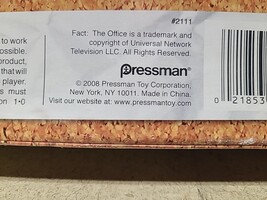 #2111
to work
ossible.
product,
that will
player.
s must
on 1-0
Fact: The Office is a trademark and
copyright of Universal Network
Television LLC. All Rights Reserved.
Pressman®
© 2008 Pressman Toy Corporation,
New York, NY 10011. Made in China.
Visit our website at: www.pressmantoy.com
0 21853